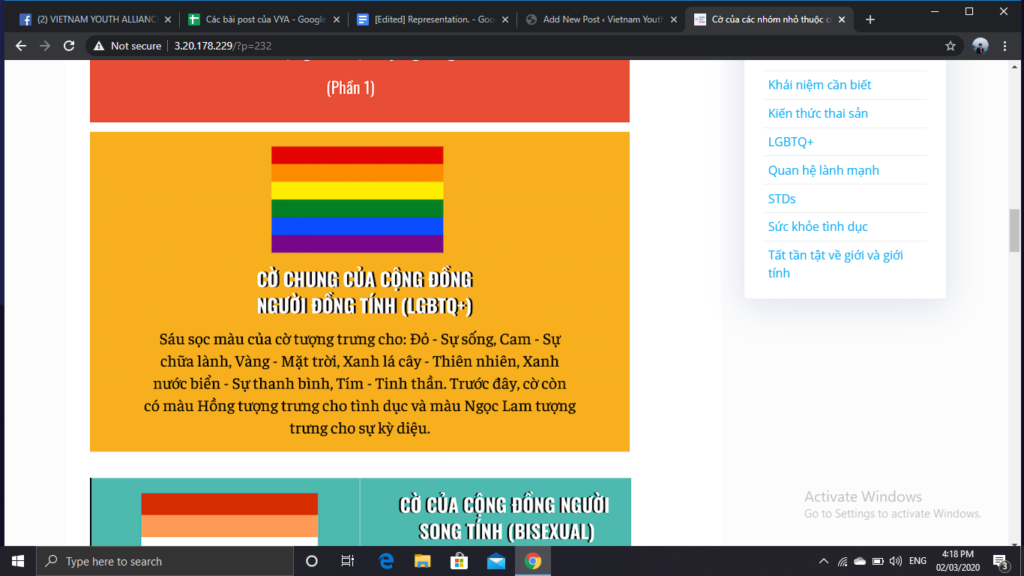 (2) VIETNAM YOUTH ALLIANC
Các bài post của VYA - Google
[Edited] Representation. - Goo
Add New Post ‹ Vietnam Youth
Cờ của các nhóm nhỏ thuộc c
Not secure
3.20.178.229/?p=232
(Phần 1)
CỜ CHUNG CỦA CỘNG ĐỒNG
NGƯỜI ĐỒNG TÍNH (LGBTQ+)
Sáu sọc màu của cờ tượng trưng cho: Đỏ - Sự sống, Cam - Sự
chữa lành, Vàng - Mặt trời, Xanh lá cây - Thiên nhiên, Xanh
nước biển - Sự thanh bình, Tím - Tinh thần. Trước đây, cờ còn
có màu Hồng tượng trưng cho tình dục và màu Ngọc Lam tượng
trưng cho sự kỳ diệu.
CỜ CỦA CỘNG ĐỒNG NGƯỜI
SONG TÍNH (BISEXUAL)
Khái niệm cần biết
Kiến thức thai sản
LGBTQ+
Quan hệ lành mạnh
STDs
Sức khỏe tình dục
Tất tần tật về giới và giới
tính
Activate Windows
Go to Settings to activate Windows.
Type here to search
ENG
4:18 PM
02/03/2020
3